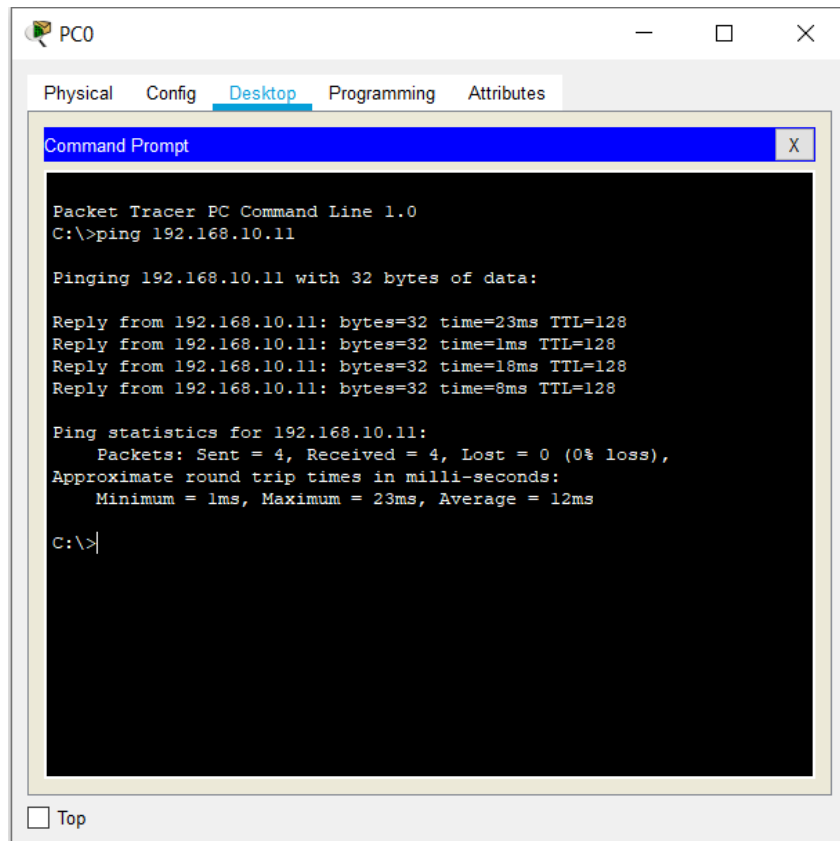 PC0
Physical Config Desktop Programming Attributes
Command Prompt X
Packet Tracer PC Command Line 1.0
C:\>ping 192.168.10.11
Pinging 192.168.10.11 with 32 bytes of data:
Reply from 192.168.10.11: bytes=32 time=23ms TTL=128
Reply from 192.168.10.11: bytes=32 time=1ms TTL=128
Reply from 192.168.10.11: bytes=32 time=18ms TTL=128
Reply from 192.168.10.11: bytes=32 time=8ms TTL=128
Ping statistics for 192.168.10.11:
Packets: Sent = 4, Received = 4, Lost = 0 (0% loss),
Approximate round trip times in milli-seconds:
Minimum = 1ms, Maximum = 23ms, Average = 12ms
C:\>
Top